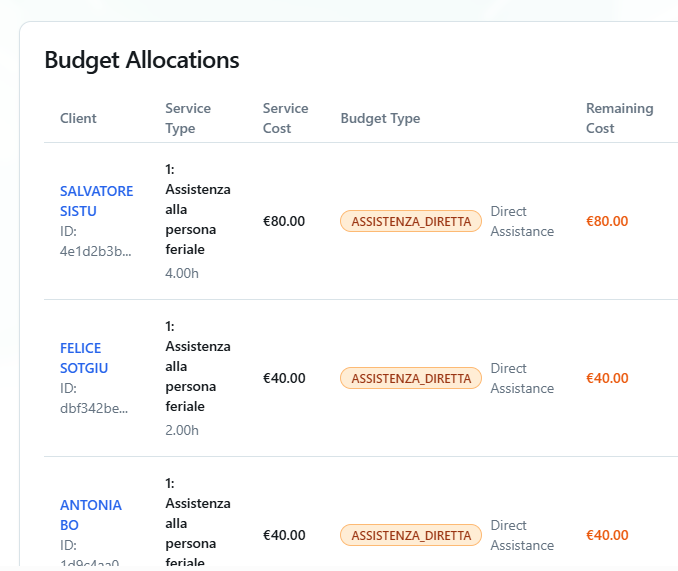 Budget Allocations
Client
Service
Type
Service
Cost
Budget Type
Remaining
Cost
SALVATORE
SISTU
ID:
4e1d2b3b...
1:
Assistenza
alla
persona
feriale
4.00h
€80.00
ASSISTENZA_DIRETTA
Direct
Assistance
€80.00
FELICE
SOTGIU
ID:
dbf342be...
1:
Assistenza
alla
persona
feriale
2.00h
€40.00
ASSISTENZA_DIRETTA
Direct
Assistance
€40.00
ANTONIA
BO
ID:
1d9c4aa0
1:
Assistenza
alla
persona
feriale
€40.00
ASSISTENZA_DIRETTA
Direct
Assistance
€40.00